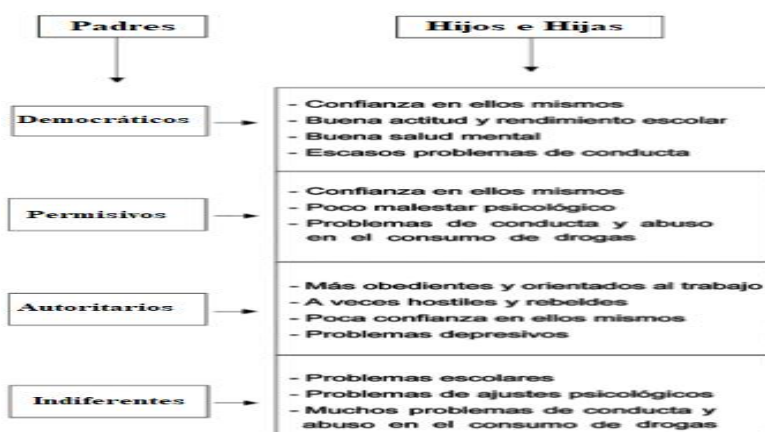 Padres
Hijos e Hijas
Democráticos
- Confianza en ellos mismos
- Buena actitud y rendimiento escolar
- Buena salud mental
- Escasos problemas de conducta
Permisivos
- Confianza en ellos mismos
- Poco malestar psicológico
- Problemas de conducta y abuso
en el consumo de drogas
Autoritarios
- Más obedientes y orientados al trabajo
- A veces hostiles y rebeldes
- Poca confianza en ellos mismos
- Problemas depresivos
Indiferentes
- Problemas escolares
- Problemas de ajustes psicológicos
- Muchos problemas de conducta y
abuso en el consumo de drogas